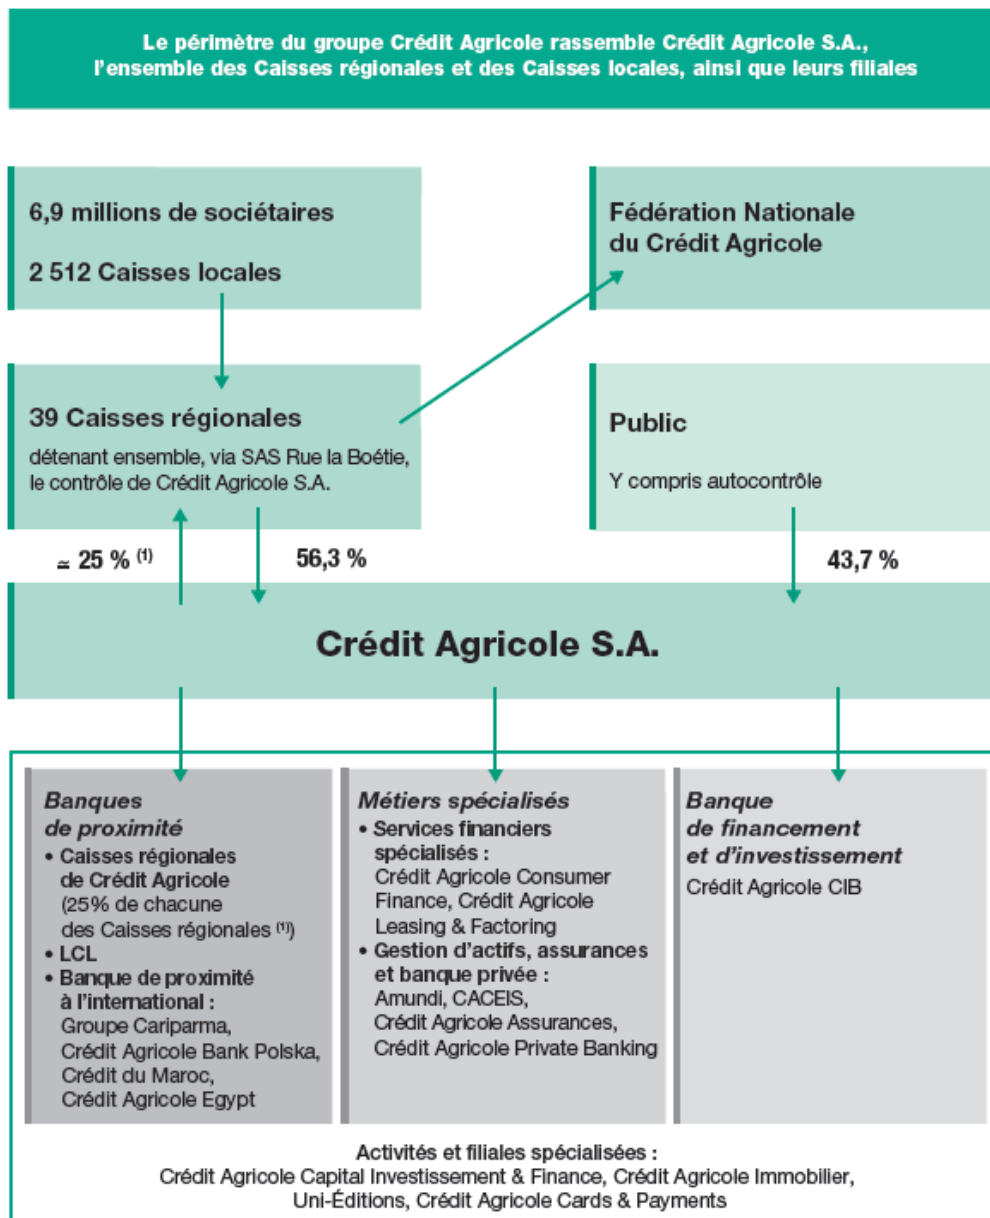 Le périmètre du groupe Crédit Agricole rassemble Crédit Agricole S.A.,
l'ensemble des Caisses régionales et des Caisses locales, ainsi que leurs filiales
6,9 millions de sociétaires
2 512 Caisses locales
Fédération Nationale
du Crédit Agricole
39 Caisses régionales
détenant ensemble, via SAS Rue la Boétie,
le contrôle de Crédit Agricole S.A.
Public
Y compris autocontrôle
≃ 25 % (1)
56,3 %
43,7 %
Crédit Agricole S.A.
Banques
de proximité
• Caisses régionales
de Crédit Agricole
(25% de chacune
des Caisses régionales (1))
• LCL
• Banque de proximité
à l'international :
Groupe Cariparma,
Crédit Agricole Bank Polska,
Crédit du Maroc,
Crédit Agricole Egypt
Métiers spécialisés
• Services financiers
spécialisés :
Crédit Agricole Consumer
Finance, Crédit Agricole
Leasing & Factoring
• Gestion d'actifs, assurances
et banque privée :
Amundi, CACEIS,
Crédit Agricole Assurances,
Crédit Agricole Private Banking
Banque
de financement
et d'investissement
Crédit Agricole CIB
Activités et filiales spécialisées :
Crédit Agricole Capital Investissement & Finance, Crédit Agricole Immobilier,
Uni-Éditions, Crédit Agricole Cards & Payments